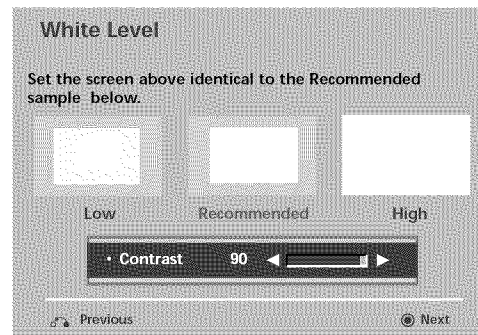 White Level
Set the screen above identical to the Recommended
sample below.
Low Recommended High
• Contrast 90
Previous Next